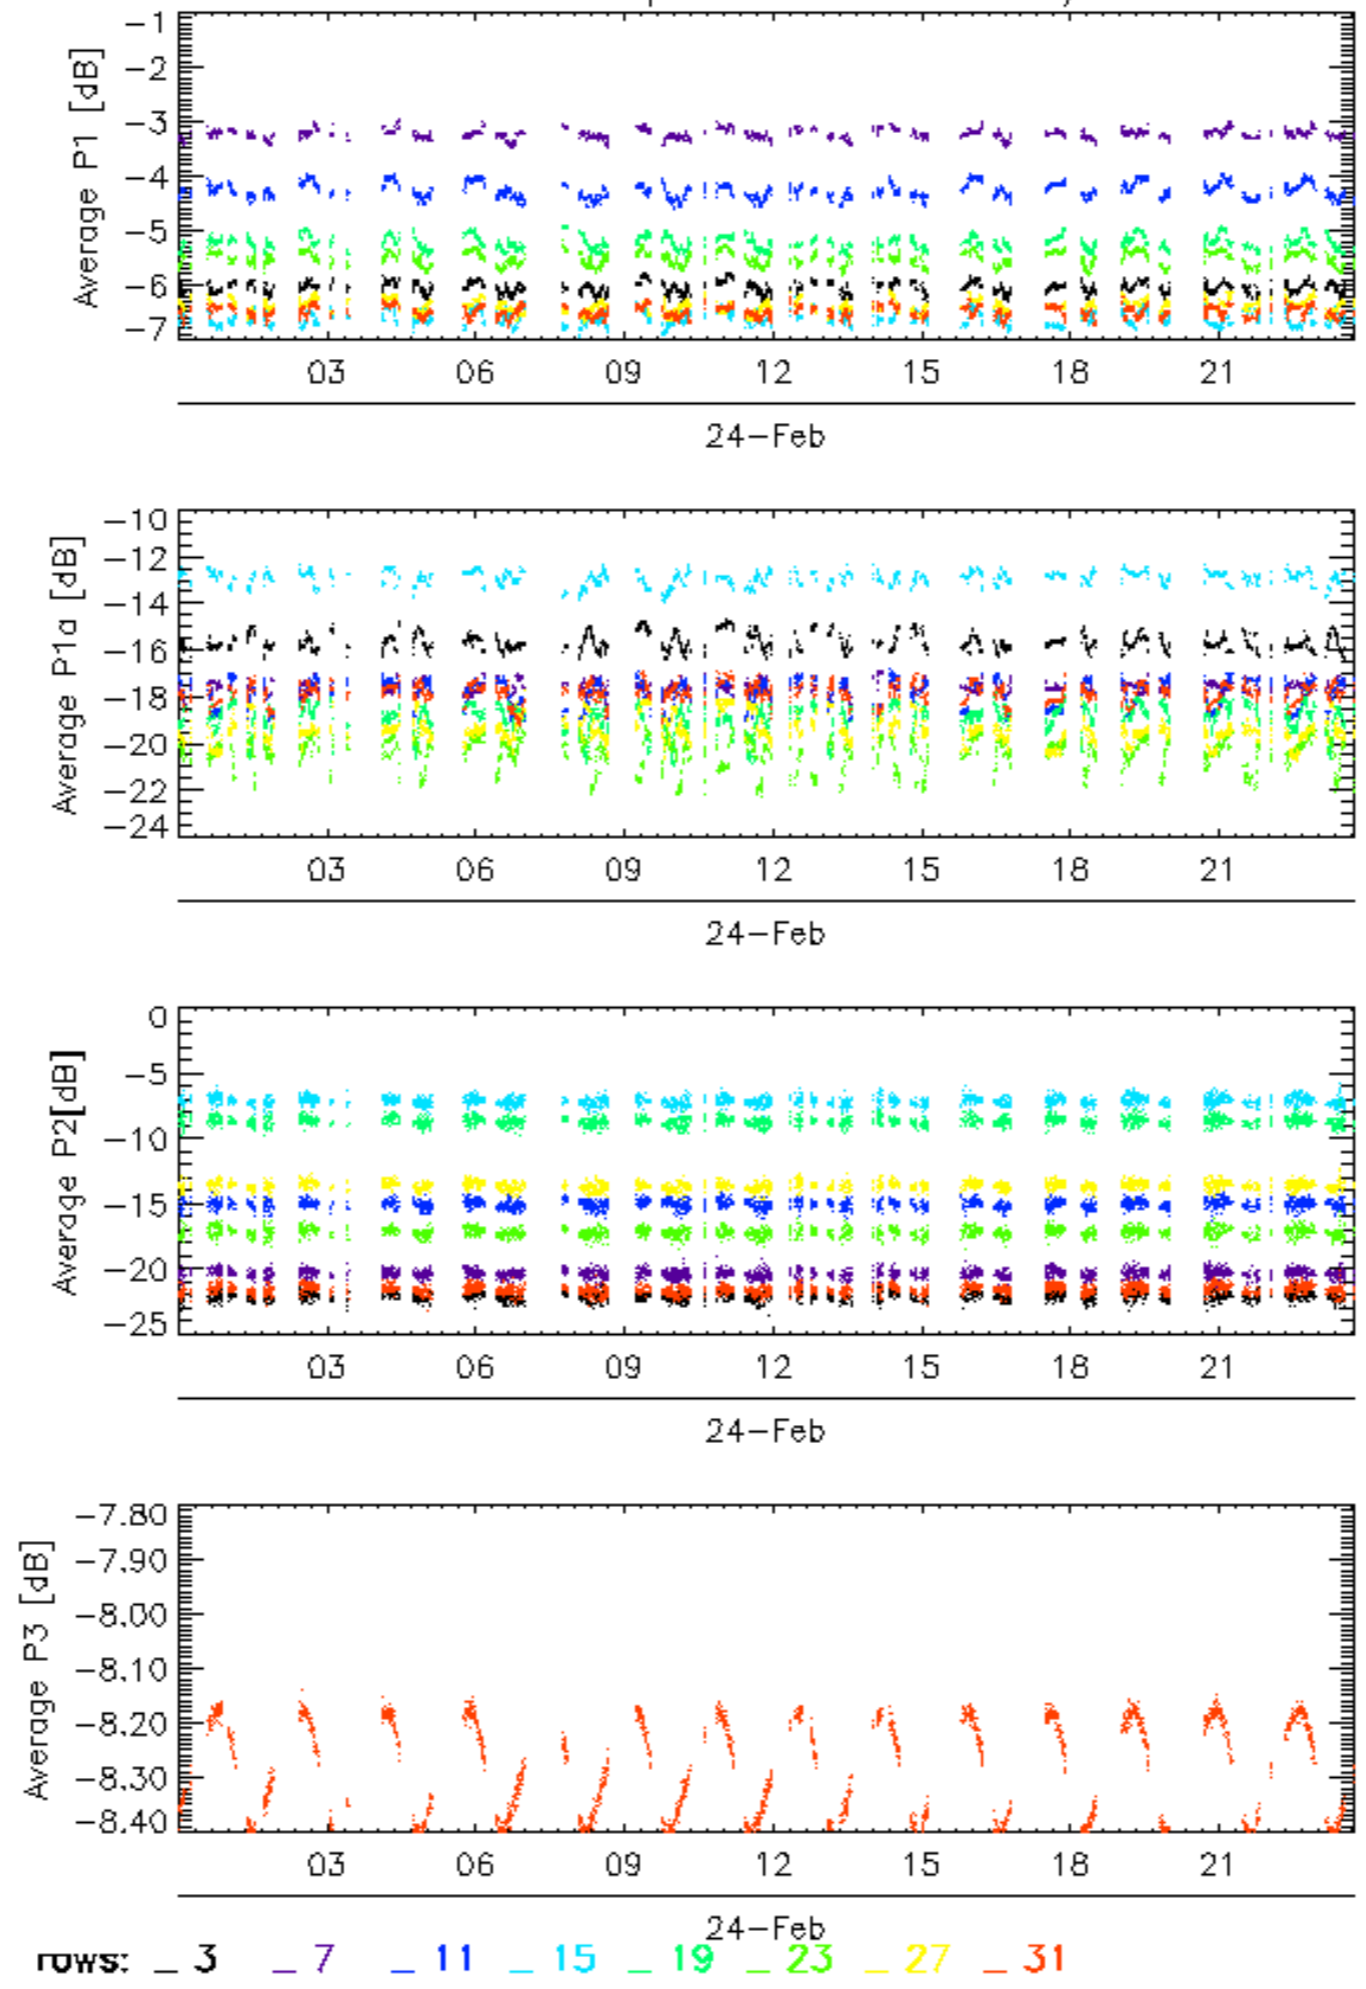 Average P1 [dB]
-1
-2
-3
-4
-5
-6
-7
03 06 09 12 15 18 21
24-Feb
Average P1a [dB]
-10
-12
-14
-16
-18
-20
-22
-24
03 06 09 12 15 18 21
24-Feb
Average P2[dB]
0
-5
-10
-15
-20
-25
03 06 09 12 15 18 21
24-Feb
Average P3 [dB]
-7.80
-7.90
-8.00
-8.10
-8.20
-8.30
-8.40
03 06 09 12 15 18 21
24-Feb
rows: _ 3 _ 7 _ 11 _ 15 _ 19 _ 23 _ 27 _ 31